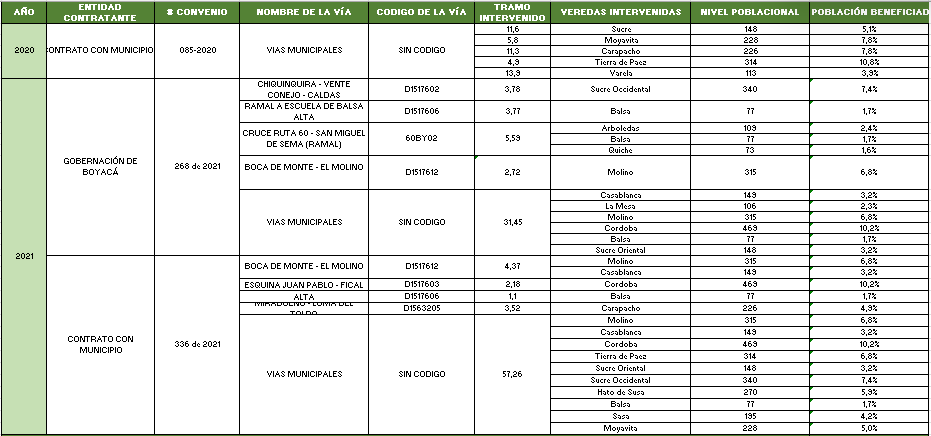 AÑO ENTIDAD CONTRATANTE # CONVENIO NOMBRE DE LA VÍA CODIGO DE LA VÍA TRAMO INTERVENIDO VEREDAS INTERVENIDAS NIVEL POBLACIONAL POBLACIÓN BENEFICIAD
2020 CONTRATO CON MUNICIPIO 085-2020 VIAS MUNICIPALES SIN CODIGO
11,6 Sucre 148 5,1%
5,8 Moyavita 228 7,8%
11,3 Carapacho 226 7,8%
4,9 Tierra de Paez 314 10,8%
13,9 Varela 113 3,9%
2021
GOBERNACIÓN DE BOYACÁ 268 de 2021
CHIQUINQUIRA - VENTE CONEJO - CALDAS D1517602 3,78 Sucre Occidental 340 7,4%
RAMAL A ESCUELA DE BALSA ALTA D1517606 3,77 Balsa 77 1,7%
CRUCE RUTA 60 - SAN MIGUEL DE SEMA (RAMAL) 60BY02 5,59
Arboledas 109 2,4%
Balsa 77 1,7%
Quiche 73 1,6%
BOCA DE MONTE - EL MOLINO D1517612 2,72 Molino 315 6,8%
VIAS MUNICIPALES SIN CODIGO 31,45
Casablanca 149 3,2%
La Mesa 106 2,3%
Molino 315 6,8%
Cordoba 469 10,2%
Balsa 77 1,7%
Sucre Oriental 148 3,2%
CONTRATO CON MUNICIPIO 336 de 2021
BOCA DE MONTE - EL MOLINO D1517612 4,37
Molino 315 6,8%
Casablanca 149 3,2%
ESQUINA JUAN PABLO - FICAL D1517603 2,18 Cordoba 469 10,2%
ALTA D1517606 1,1 Balsa 77 1,7%
D1563205 3,52 Carapacho 226 4,9%
VIAS MUNICIPALES SIN CODIGO 57,26
Molino 315 6,8%
Casablanca 149 3,2%
Cordoba 469 10,2%
Tierra de Paez 314 6,8%
Sucre Oriental 148 3,2%
Sucre Occidental 340 7,4%
Hato de Susa 270 5,9%
Balsa 77 1,7%
Sasa 195 4,2%
Moyavita 228 5,0%